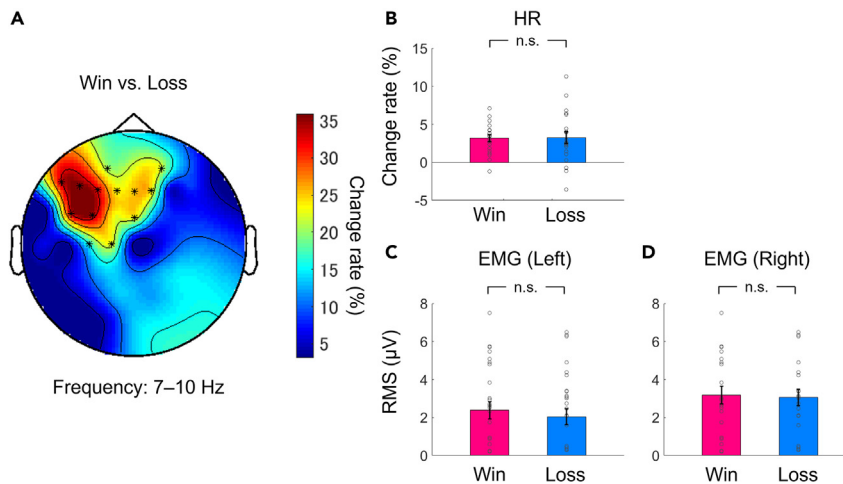 A
Win vs. Loss
35
30
25
20
15
10
5
Change rate (%)
Frequency: 7–10 Hz
B
HR
n.s.
15
10
5
0
-5
Change rate (%)
Win
Loss
C
EMG (Left)
n.s.
8
6
4
2
0
RMS (μV)
Win
Loss
D
EMG (Right)
n.s.
8
6
4
2
0
Win
Loss